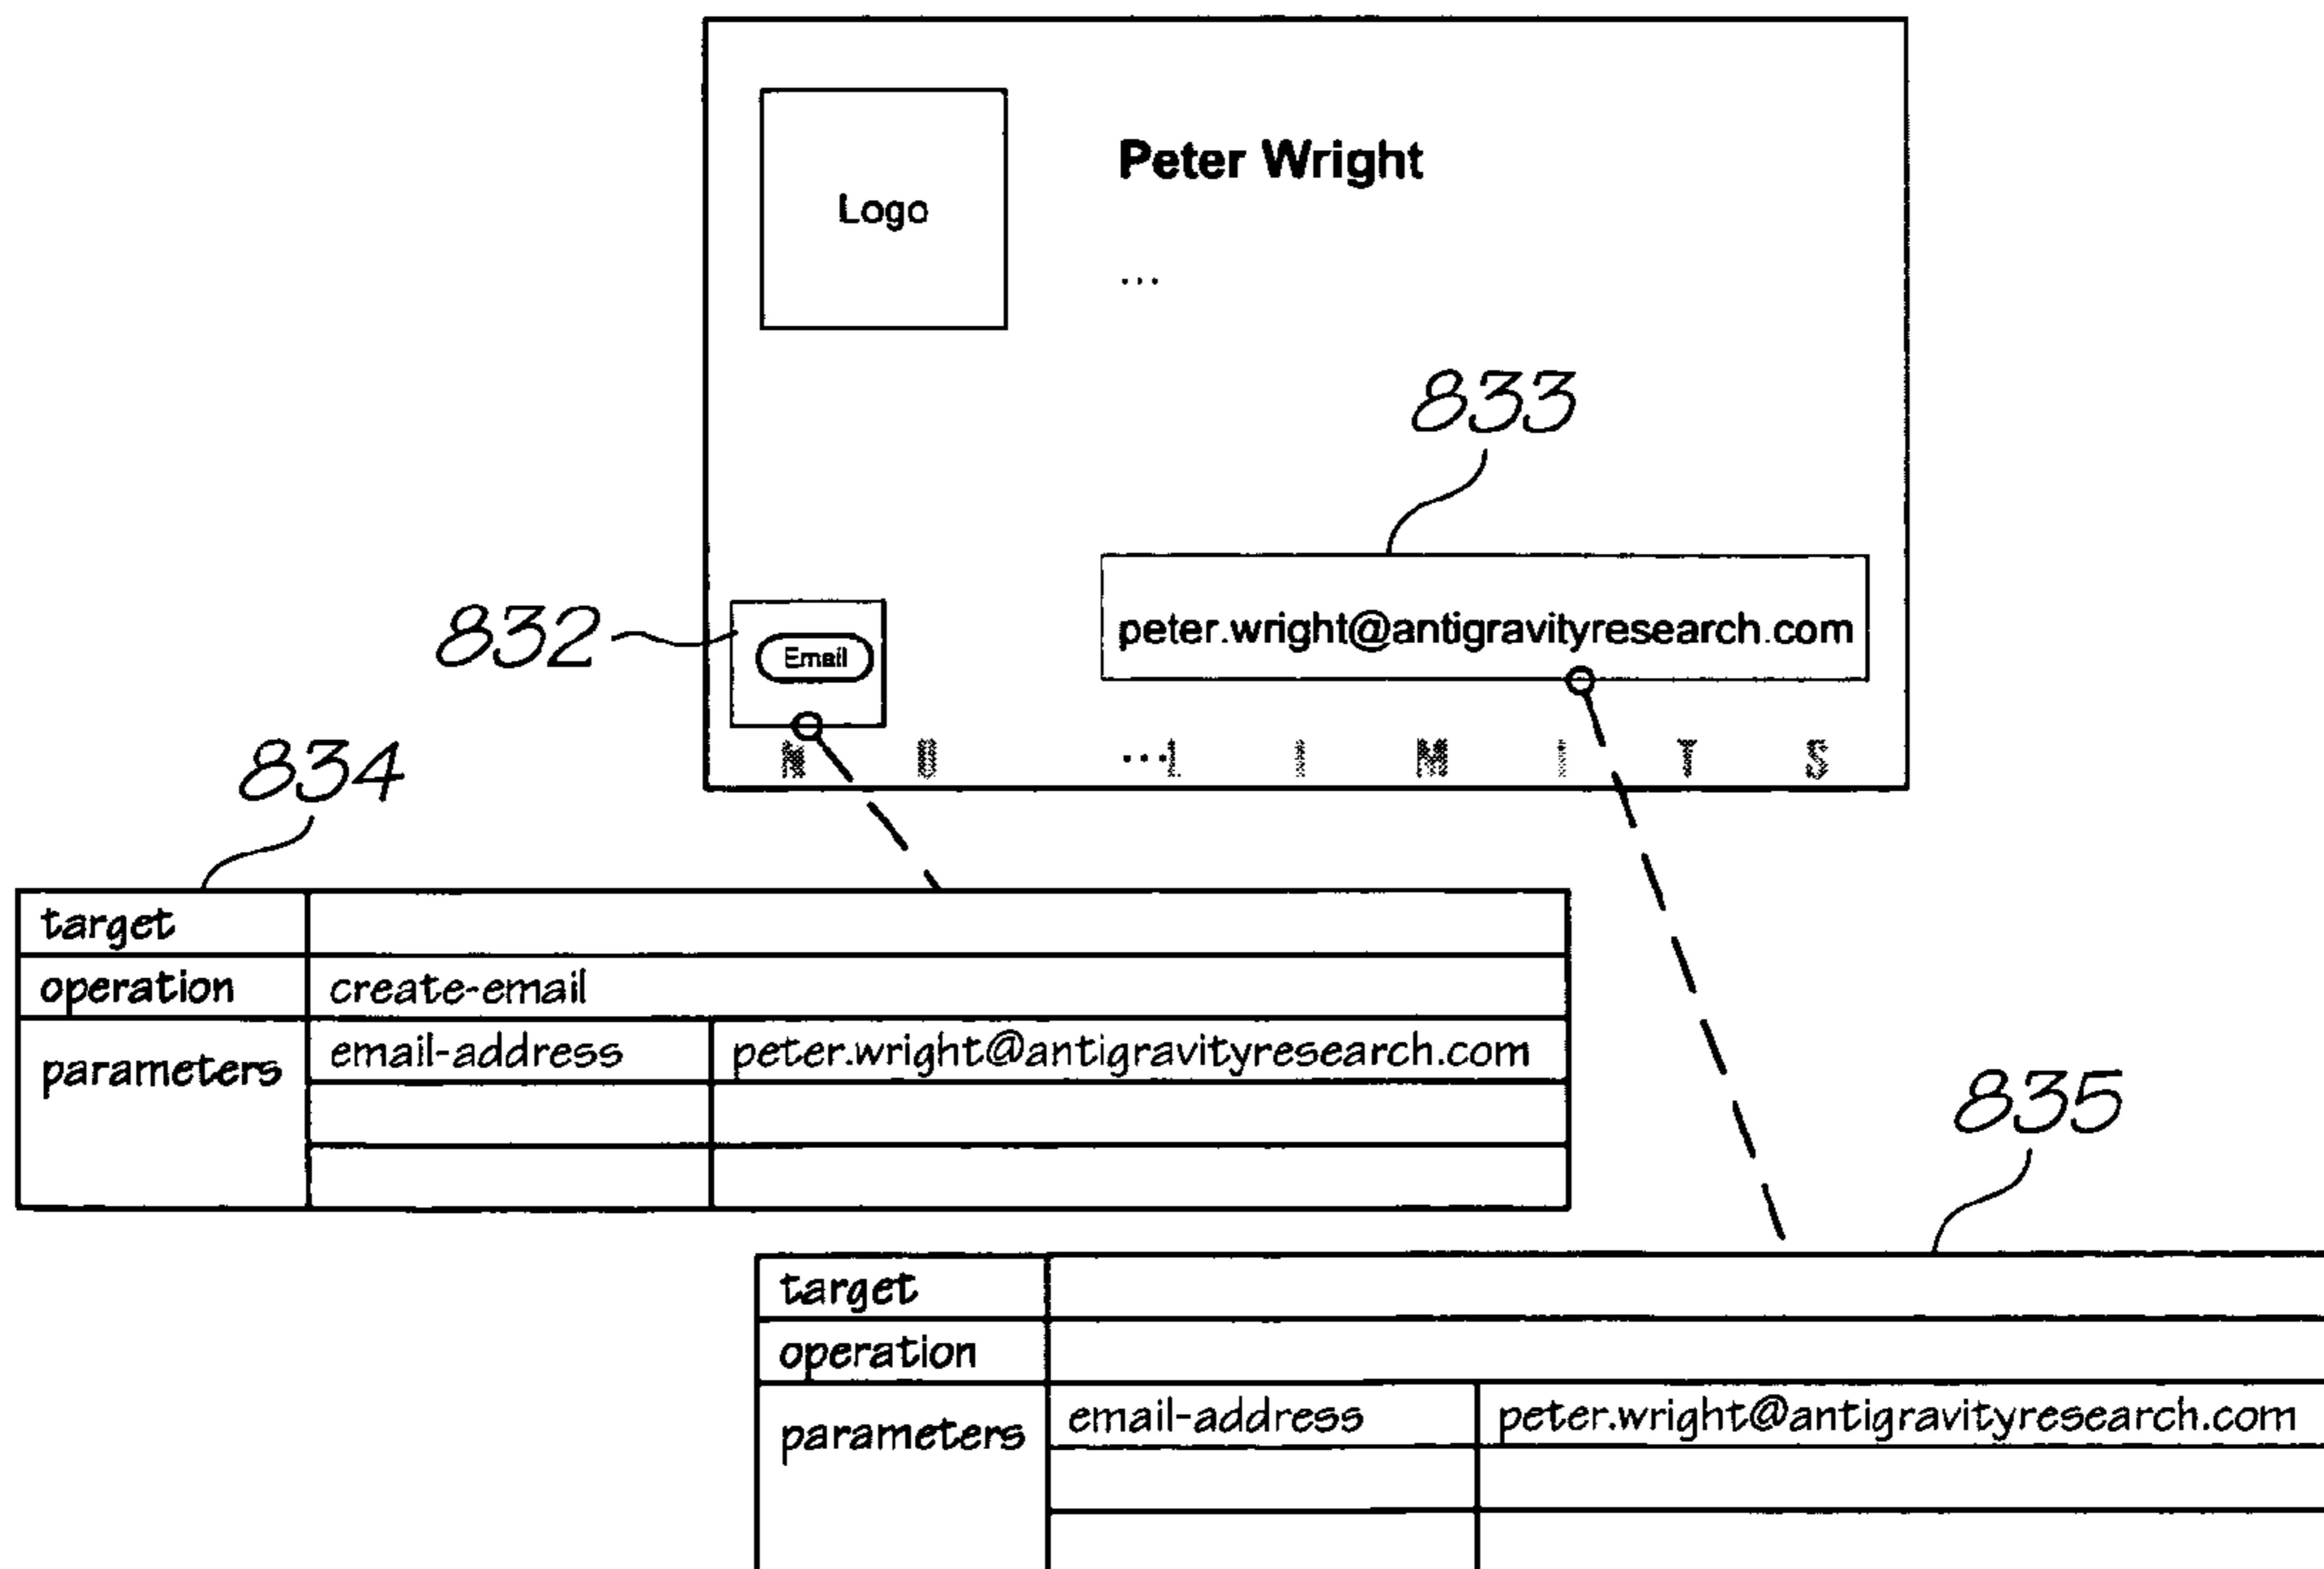 Peter Wright
Logo
...
833
peter.wright@antigravityresearch.com
832
Email
N O ...L I M I T S
834
target
operation create-email
parameters email-address peter.wright@antigravityresearch.com
835
target
operation
parameters email-address peter.wright@antigravityresearch.com